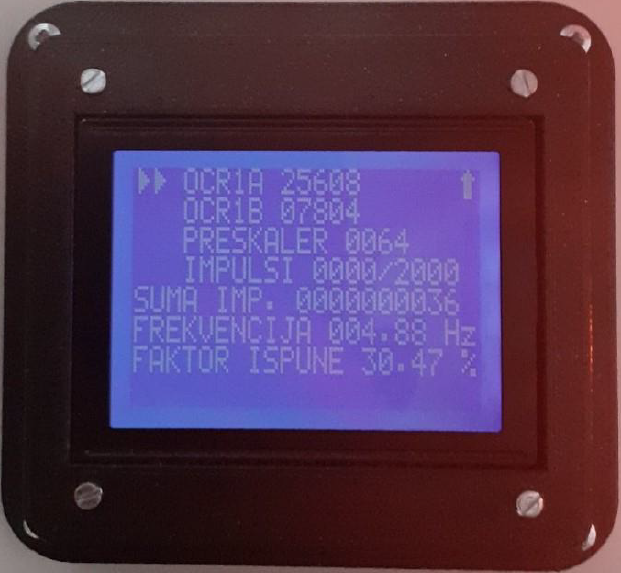 OCR1A 25608
OCR1B 07804
PRESKALER 0064
IMPULSI 0000/2000
SUMA IMP. 0000000036
FREKVENCIJA 004.88 Hz
FAKTOR ISPUNE 30.47 %